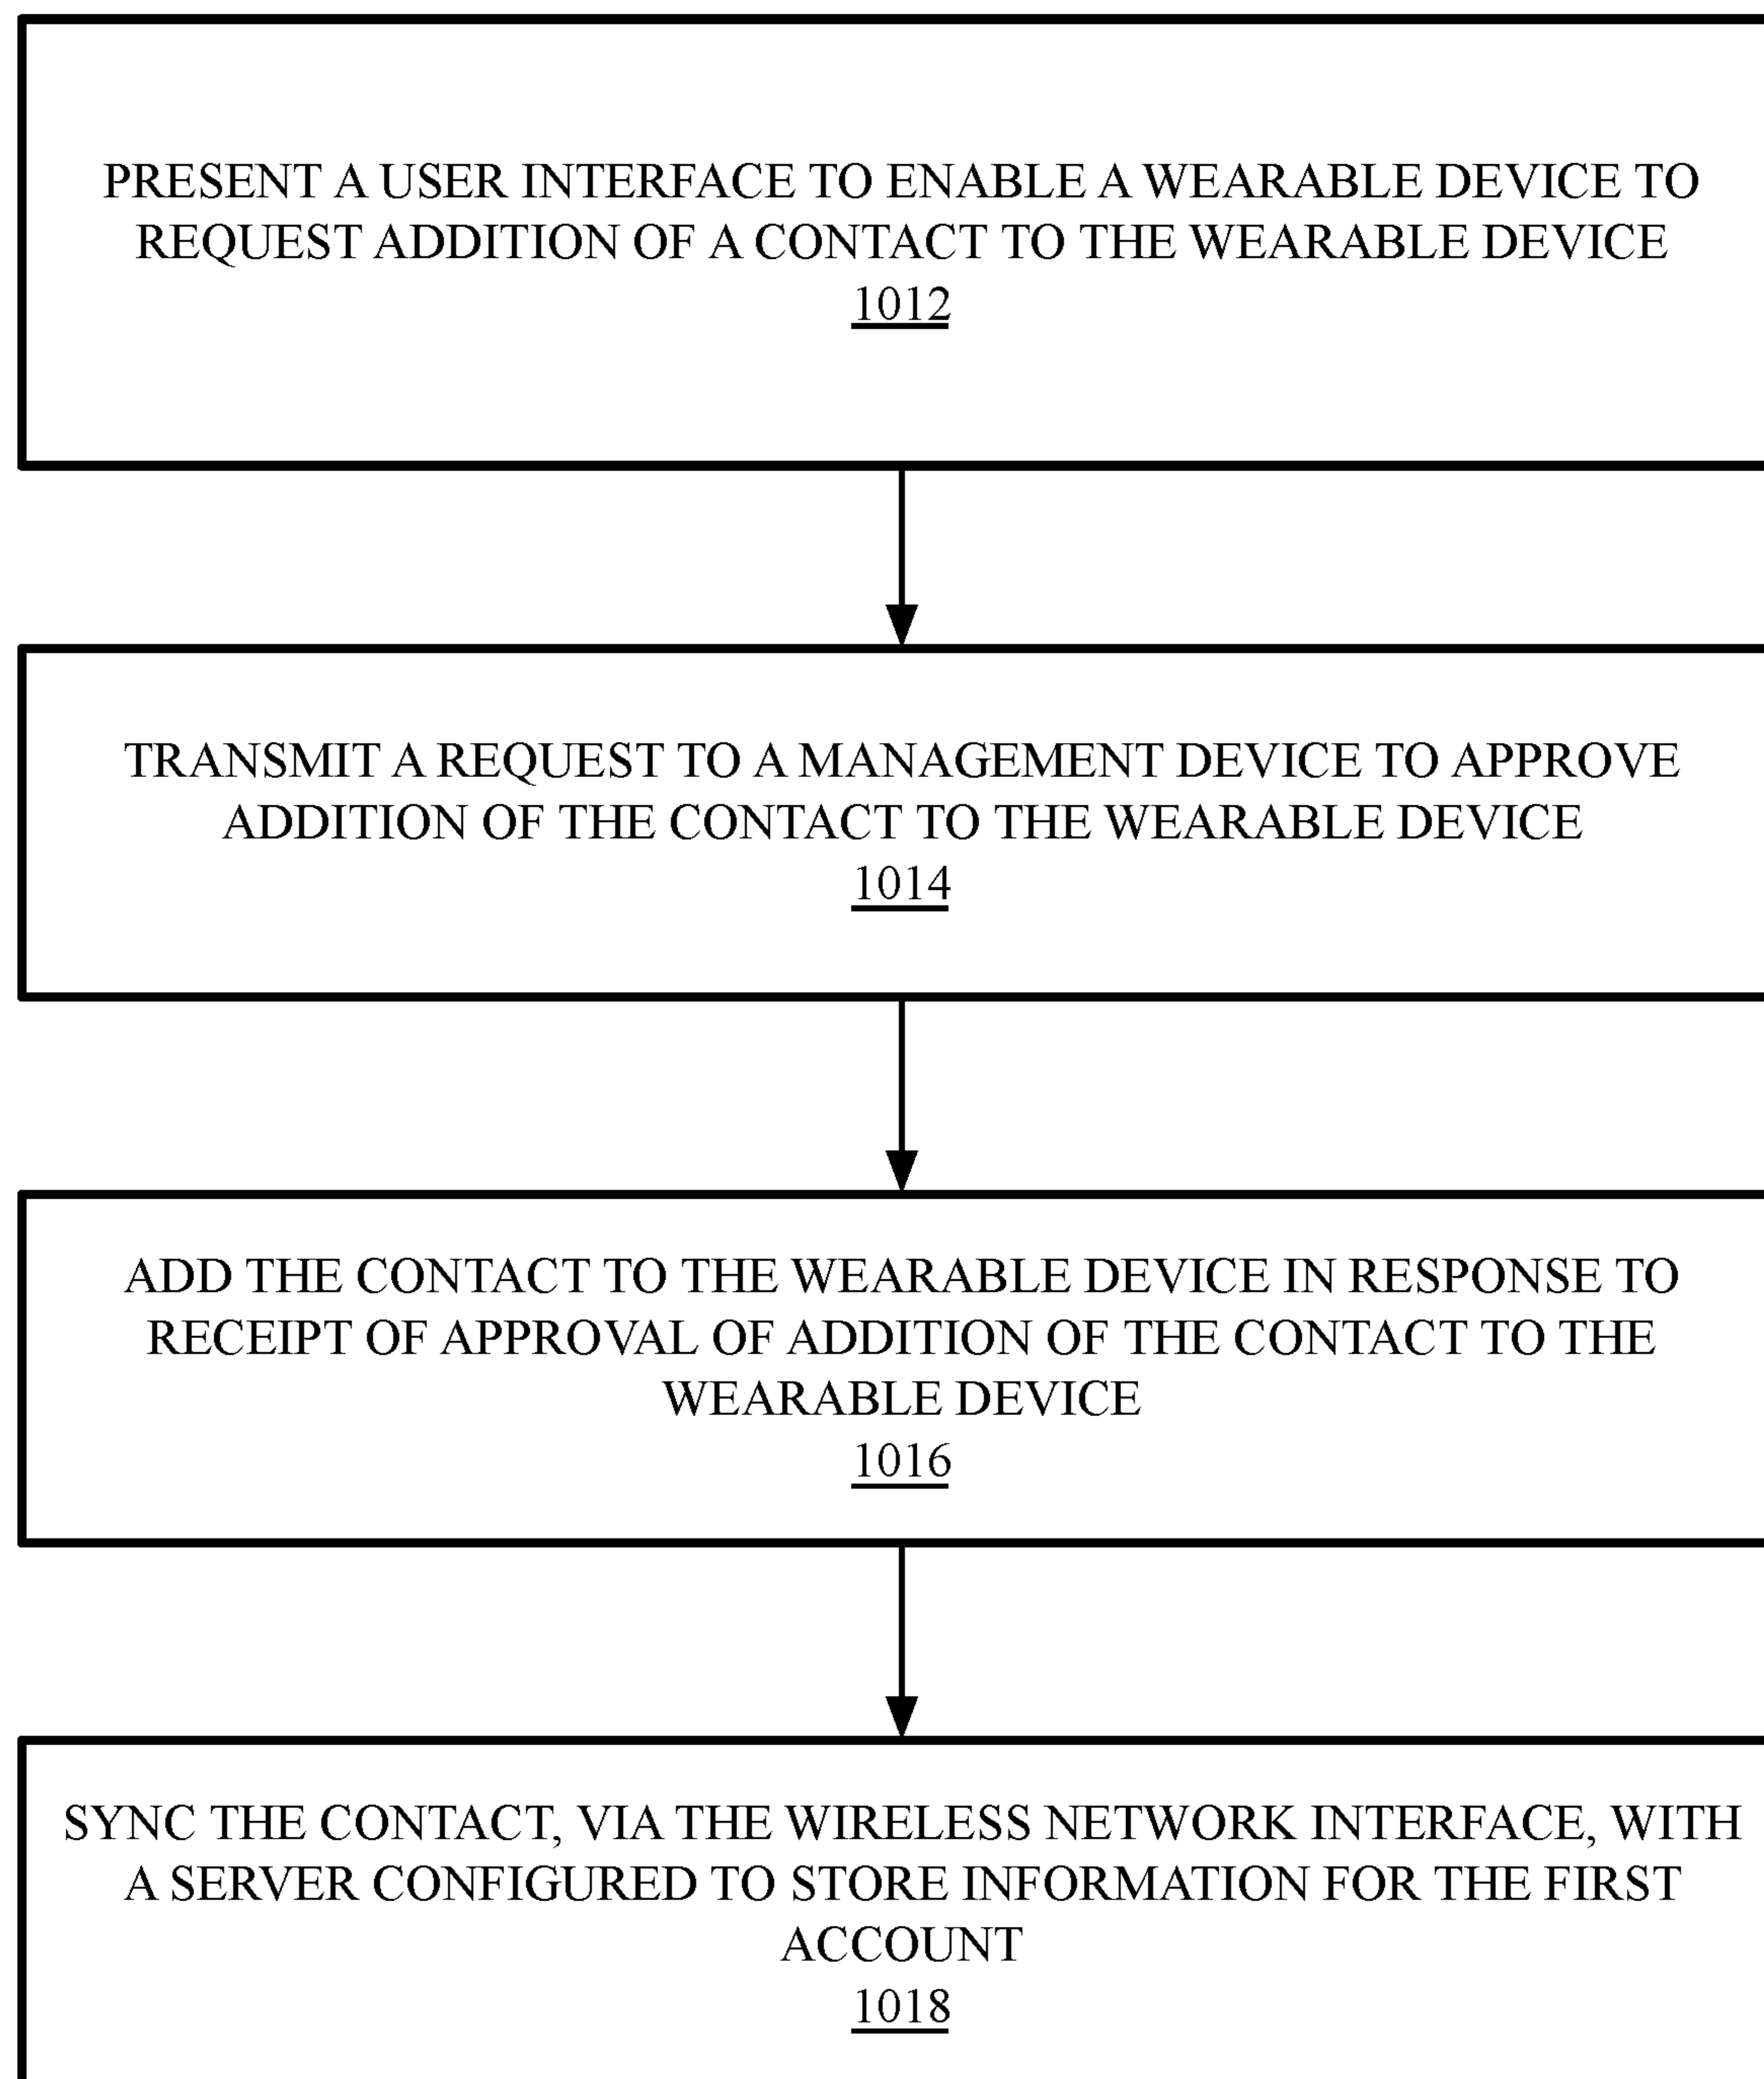 PRESENT A USER INTERFACE TO ENABLE A WEARABLE DEVICE TO
REQUEST ADDITION OF A CONTACT TO THE WEARABLE DEVICE
1012
TRANSMIT A REQUEST TO A MANAGEMENT DEVICE TO APPROVE
ADDITION OF THE CONTACT TO THE WEARABLE DEVICE
1014
ADD THE CONTACT TO THE WEARABLE DEVICE IN RESPONSE TO
RECEIPT OF APPROVAL OF ADDITION OF THE CONTACT TO THE
WEARABLE DEVICE
1016
SYNC THE CONTACT, VIA THE WIRELESS NETWORK INTERFACE, WITH
A SERVER CONFIGURED TO STORE INFORMATION FOR THE FIRST
ACCOUNT
1018